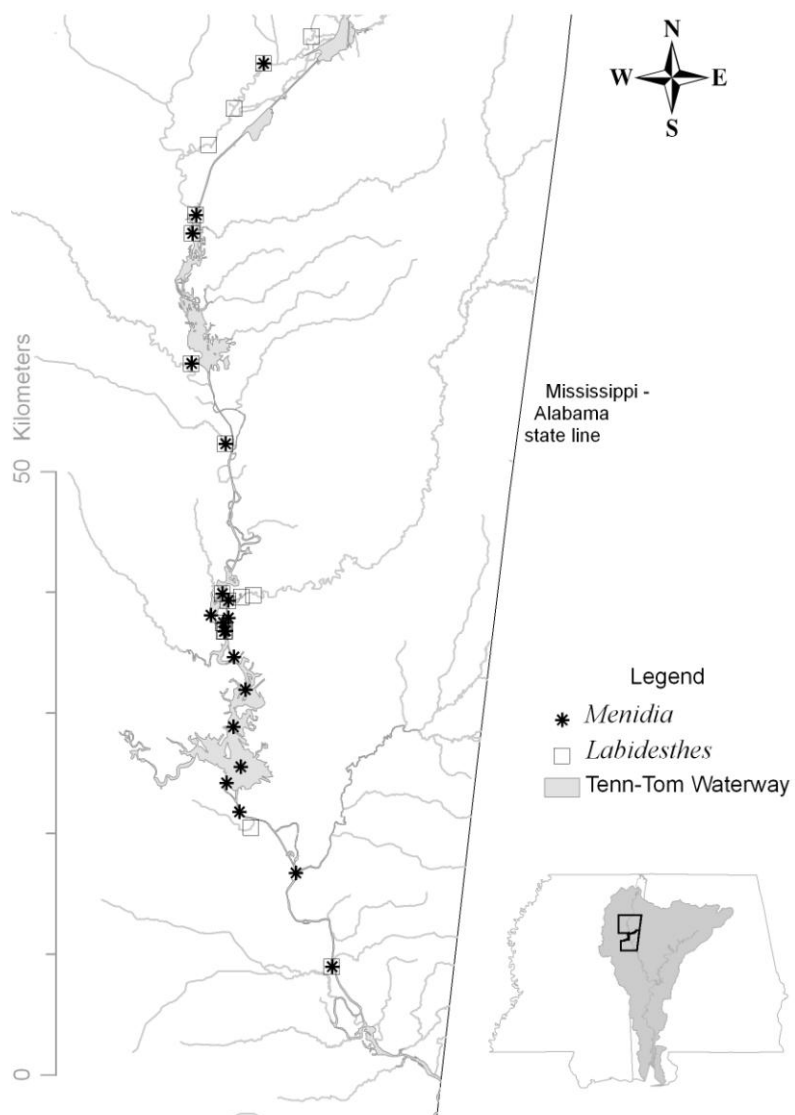 N
W E
S
50 Kilometers
Mississippi -
Alabama
state line
Legend
Menidia
Labidesthes
Tenn-Tom Waterway
0